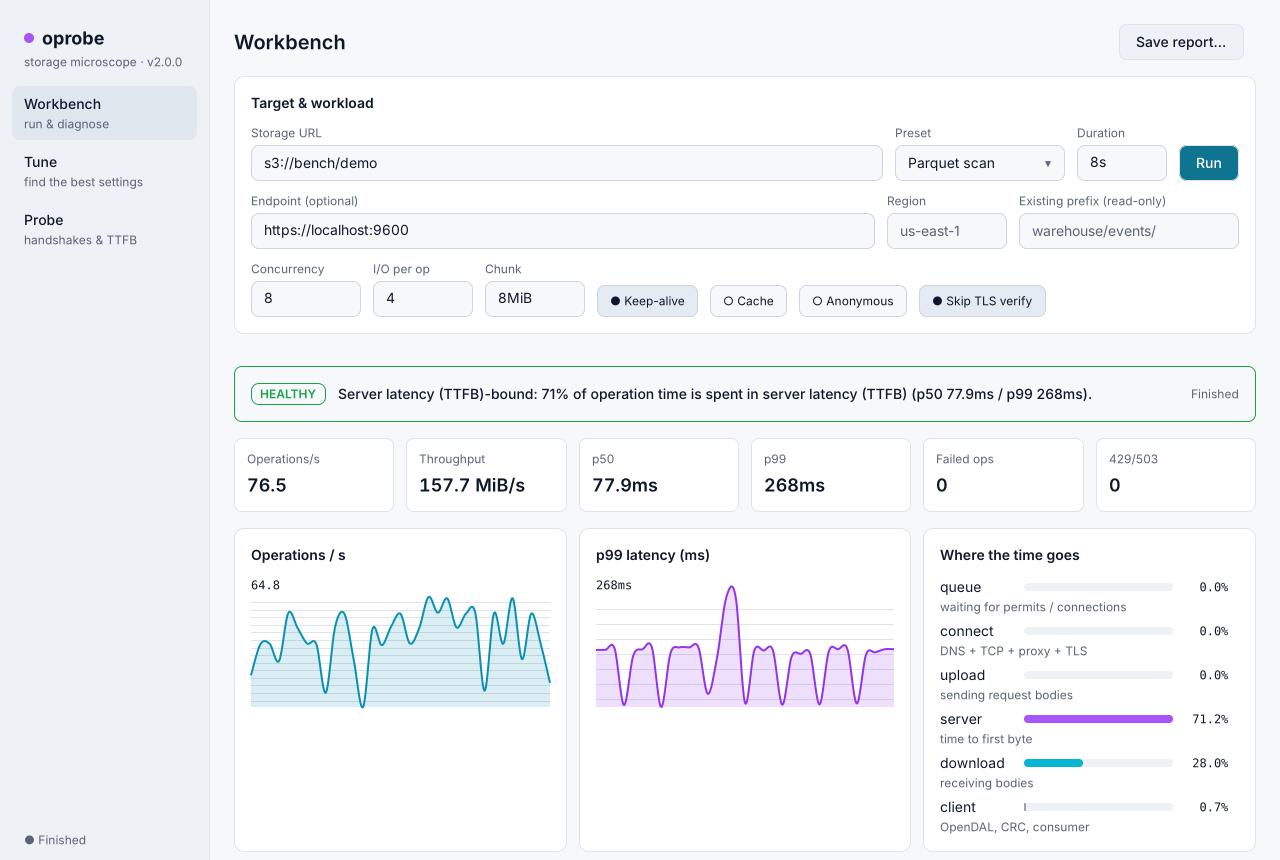 oprobe
storage microscope · v2.0.0
Workbench
run & diagnose
Tune
find the best settings
Probe
handshakes & TTFB
Finished
Workbench
Save report...
Target & workload
Storage URL
Preset
Duration
s3://bench/demo
Parquet scan
8s
Run
Endpoint (optional)
Region
Existing prefix (read-only)
https://localhost:9600
us-east-1
warehouse/events/
Concurrency
I/O per op
Chunk
8
4
8MiB
Keep-alive
Cache
Anonymous
Skip TLS verify
HEALTHY
Server latency (TTFB)-bound: 71% of operation time is spent in server latency (TTFB) (p50 77.9ms / p99 268ms).
Finished
Operations/s
76.5
Throughput
157.7 MiB/s
p50
77.9ms
p99
268ms
Failed ops
0
429/503
0
Operations / s
64.8
p99 latency (ms)
268ms
Where the time goes
queue 0.0%
waiting for permits / connections
connect 0.0%
DNS + TCP + proxy + TLS
upload 0.0%
sending request bodies
server 71.2%
time to first byte
download 28.0%
receiving bodies
client 0.7%
OpenDAL, CRC, consumer